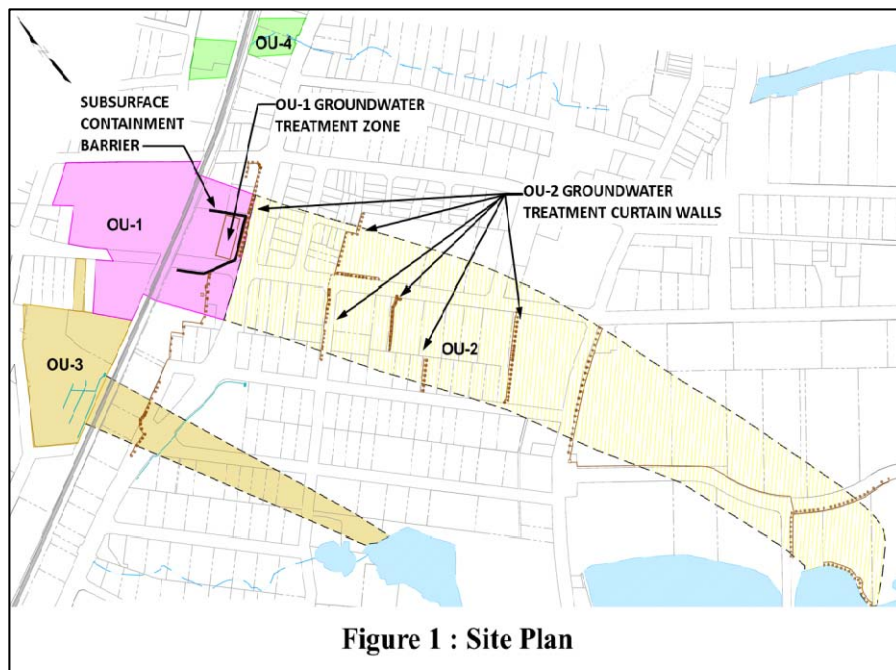 OU-4
SUBSURFACE
CONTAINMENT
BARRIER
OU-1 GROUNDWATER
TREATMENT ZONE
OU-2 GROUNDWATER
TREATMENT CURTAIN WALLS
OU-1
OU-2
OU-3
Figure 1 : Site Plan